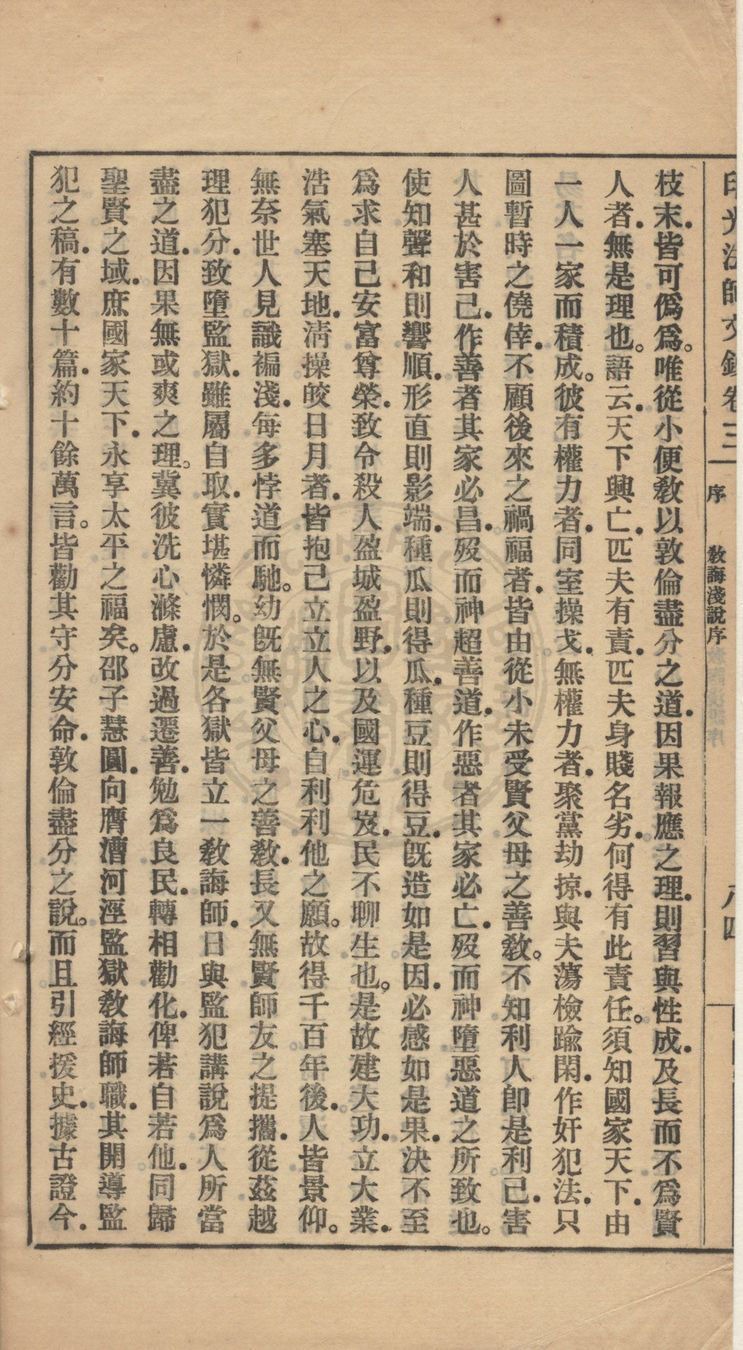 印光法師文鈔卷三 序 教誨淺說序 八四
枝末皆可僞爲。唯從小便教以敦倫盡分之道。因果報應之理。則習與性成。及長而不爲賢
人者。無是理也。語云。天下興亡。匹夫有責。匹夫身賤名劣。何得有此責任。須知國家天下。由
一人一家而積成。彼有權力者。同室操戈。無權力者。聚黨劫掠。與夫蕩檢踰閑。作奸犯法。只
圖暫時之僥倖。不顧後來之禍福者。皆由從小未受賢父母之善教。不知利人卽是利己。害
人甚於害己。作善者其家必昌。歿而神超善道。作惡者其家必亡。歿而神墮惡道之所致也。
使知聲和則響順。形直則影端。種瓜則得瓜。種豆則得豆。旣造如是因。必感如是果。決不至
爲求自己安富尊榮。致令殺人盈城盈野。以及國運危岌。民不聊生也。是故建大功。立大業。
浩氣塞天地。淸操皎日月者。皆抱己立立人之心。自利利他之願。故得千百年後。人皆景仰。
無奈世人見識褊淺。每多悖道而馳。幼旣無賢父母之善教。長又無賢師友之提攜。從茲越
理犯分。致墮監獄。雖屬自取。實堪憐憫。於是各獄皆立一教誨師。日與監犯講說爲人所當
盡之道。因果無或爽之理。冀彼洗心滌慮。改過遷善。勉爲良民。轉相勸化。俾若自若他。同歸
聖賢之域。庶國家天下。永享太平之福矣。邵子慧圓。向膺漕河涇監獄教誨師職。其開導監
犯之稿。有數十篇。約十餘萬言。皆勸其守分安命。敦倫盡分之說。而且引經援史。據古證今。